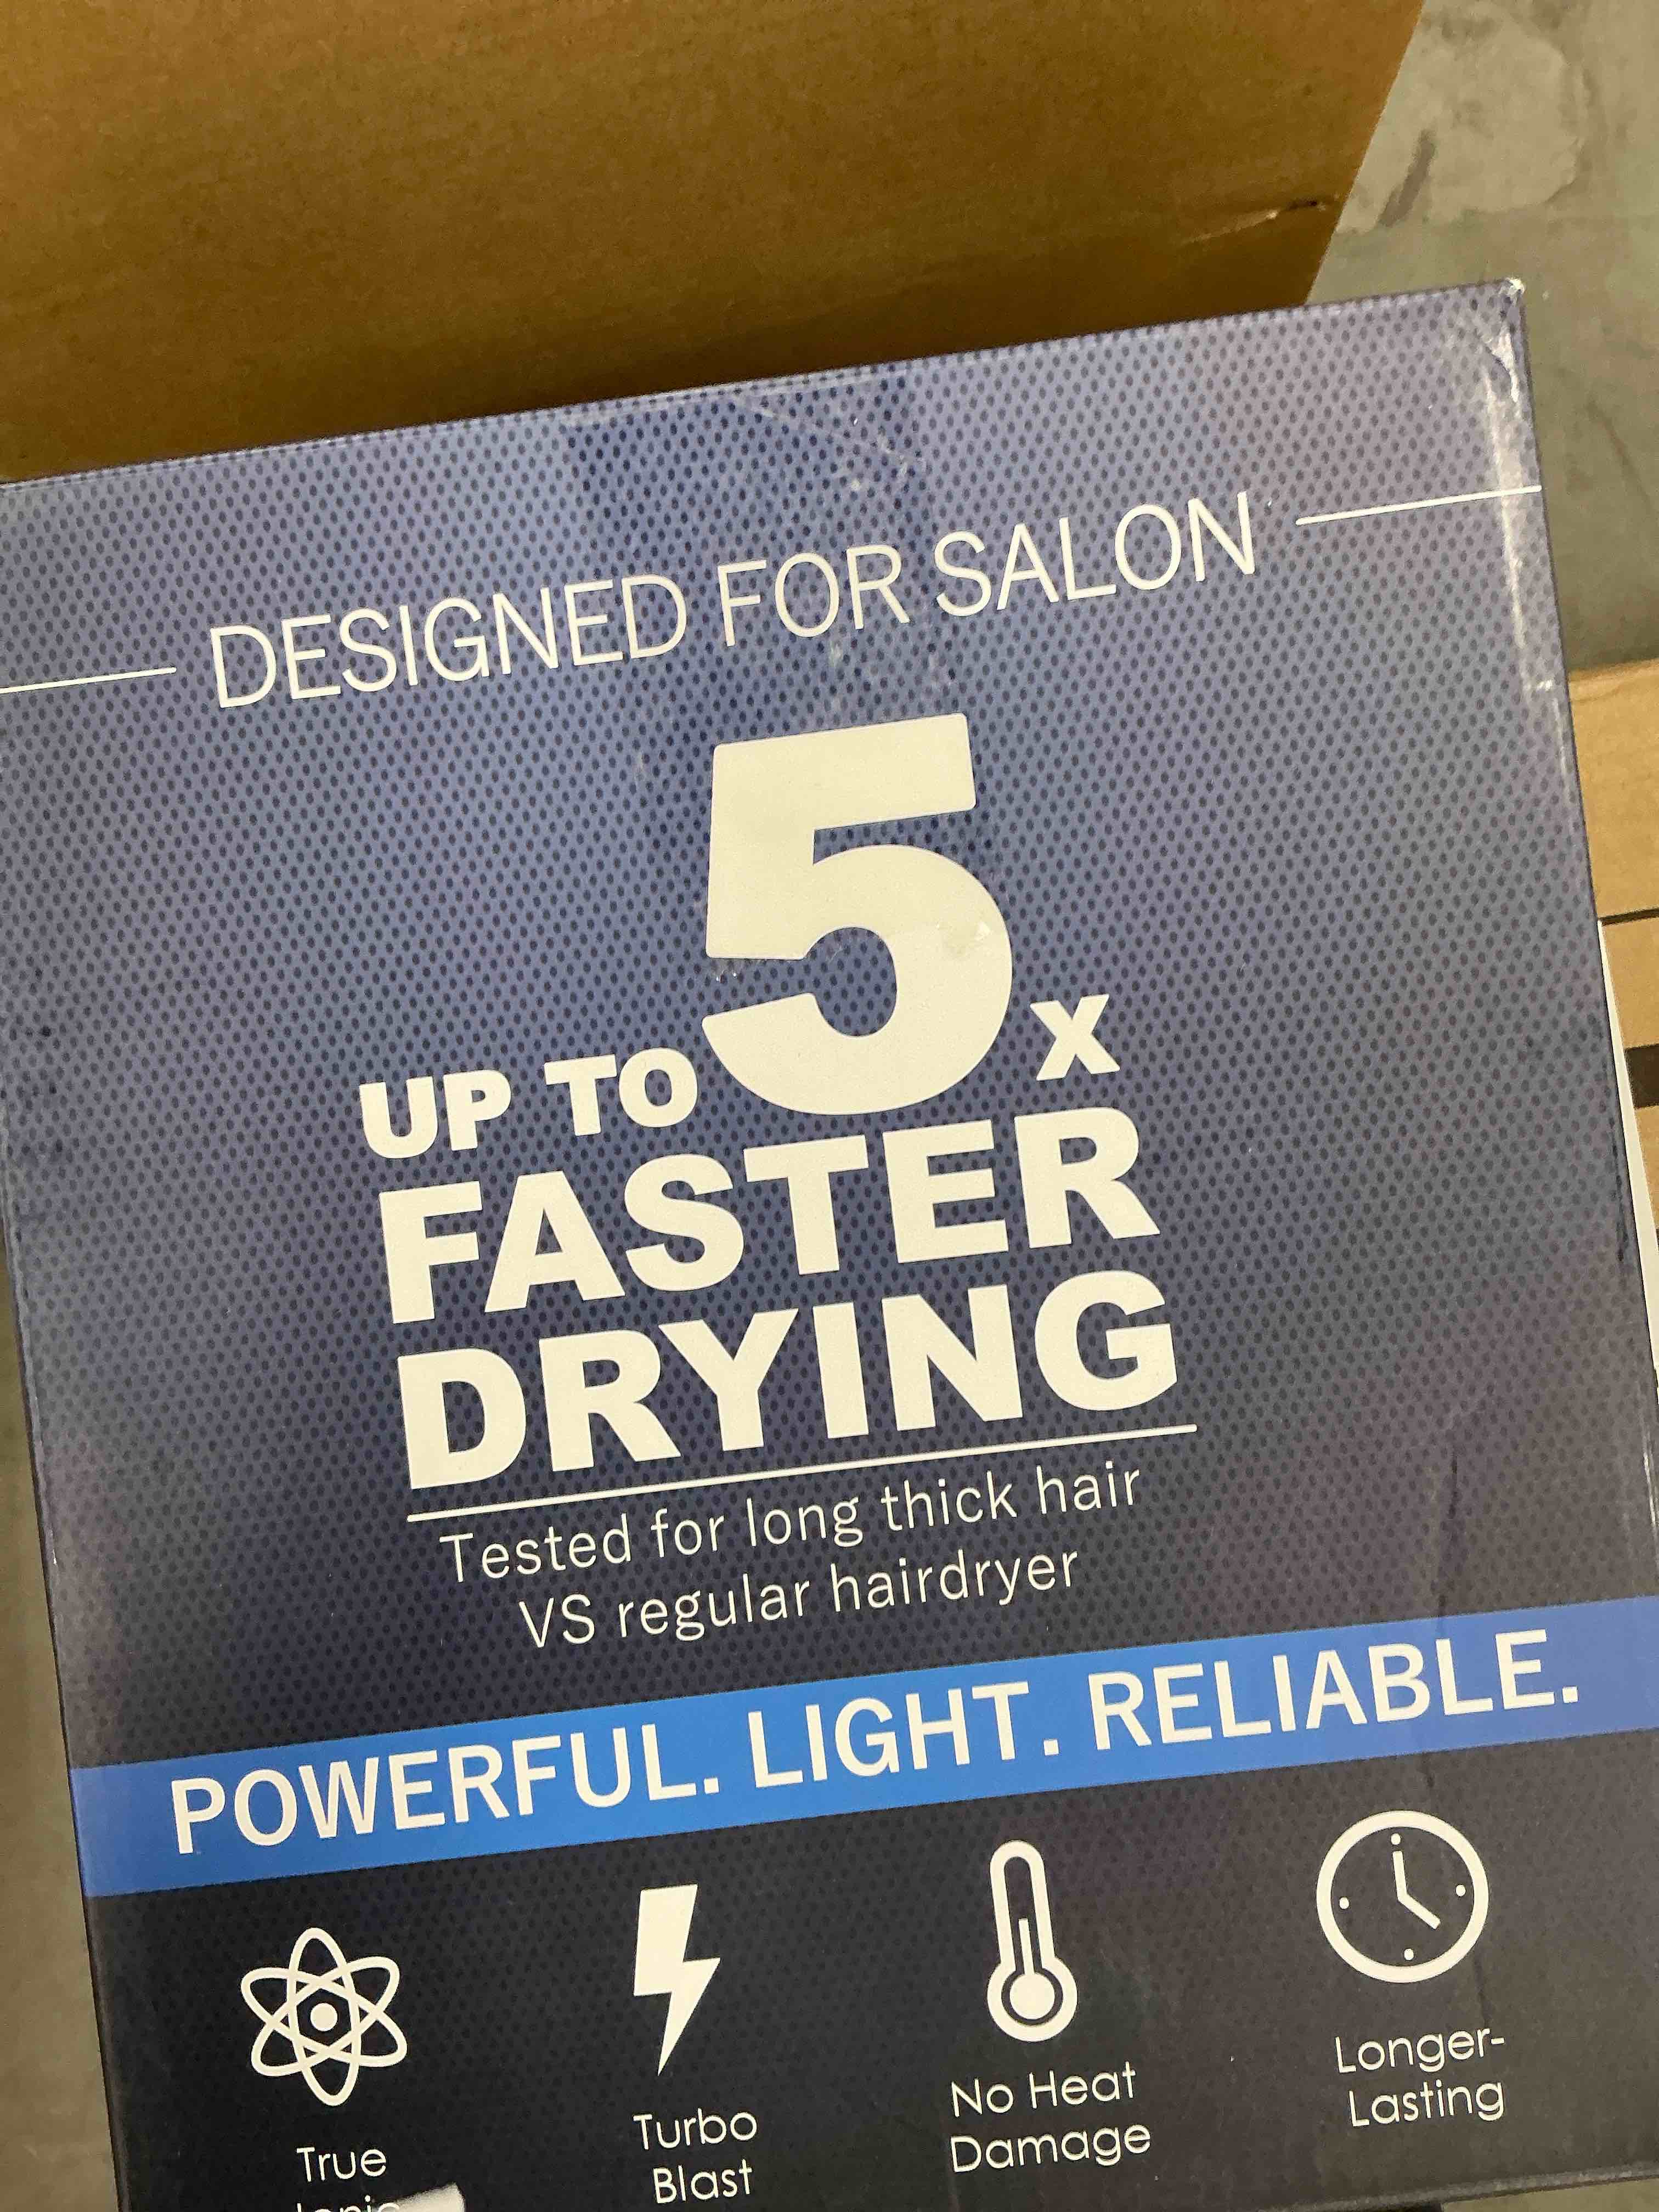 DESIGNED FOR SALON
UP TO 5x
FASTER
DRYING
Tested for long thick hair
VS regular hairdryer
POWERFUL. LIGHT. RELIABLE.
True
Turbo
Blast
No Heat
Damage
Longer-
Lasting